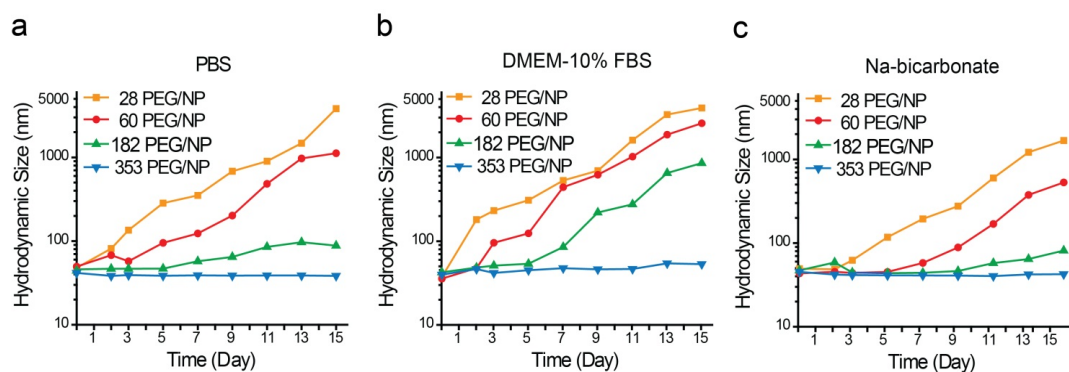 a
PBS
28 PEG/NP
60 PEG/NP
182 PEG/NP
353 PEG/NP
Hydrodynamic Size (nm)
5000
1000
100
10
1 3 5 7 9 11 13 15
Time (Day)
b
DMEM-10% FBS
28 PEG/NP
60 PEG/NP
182 PEG/NP
353 PEG/NP
Hydrodynamic Size (nm)
5000
1000
100
10
1 3 5 7 9 11 13 15
Time (Day)
c
Na-bicarbonate
28 PEG/NP
60 PEG/NP
182 PEG/NP
353 PEG/NP
Hydrodynamic Size (nm)
5000
1000
100
10
1 3 5 7 9 11 13 15
Time (Day)